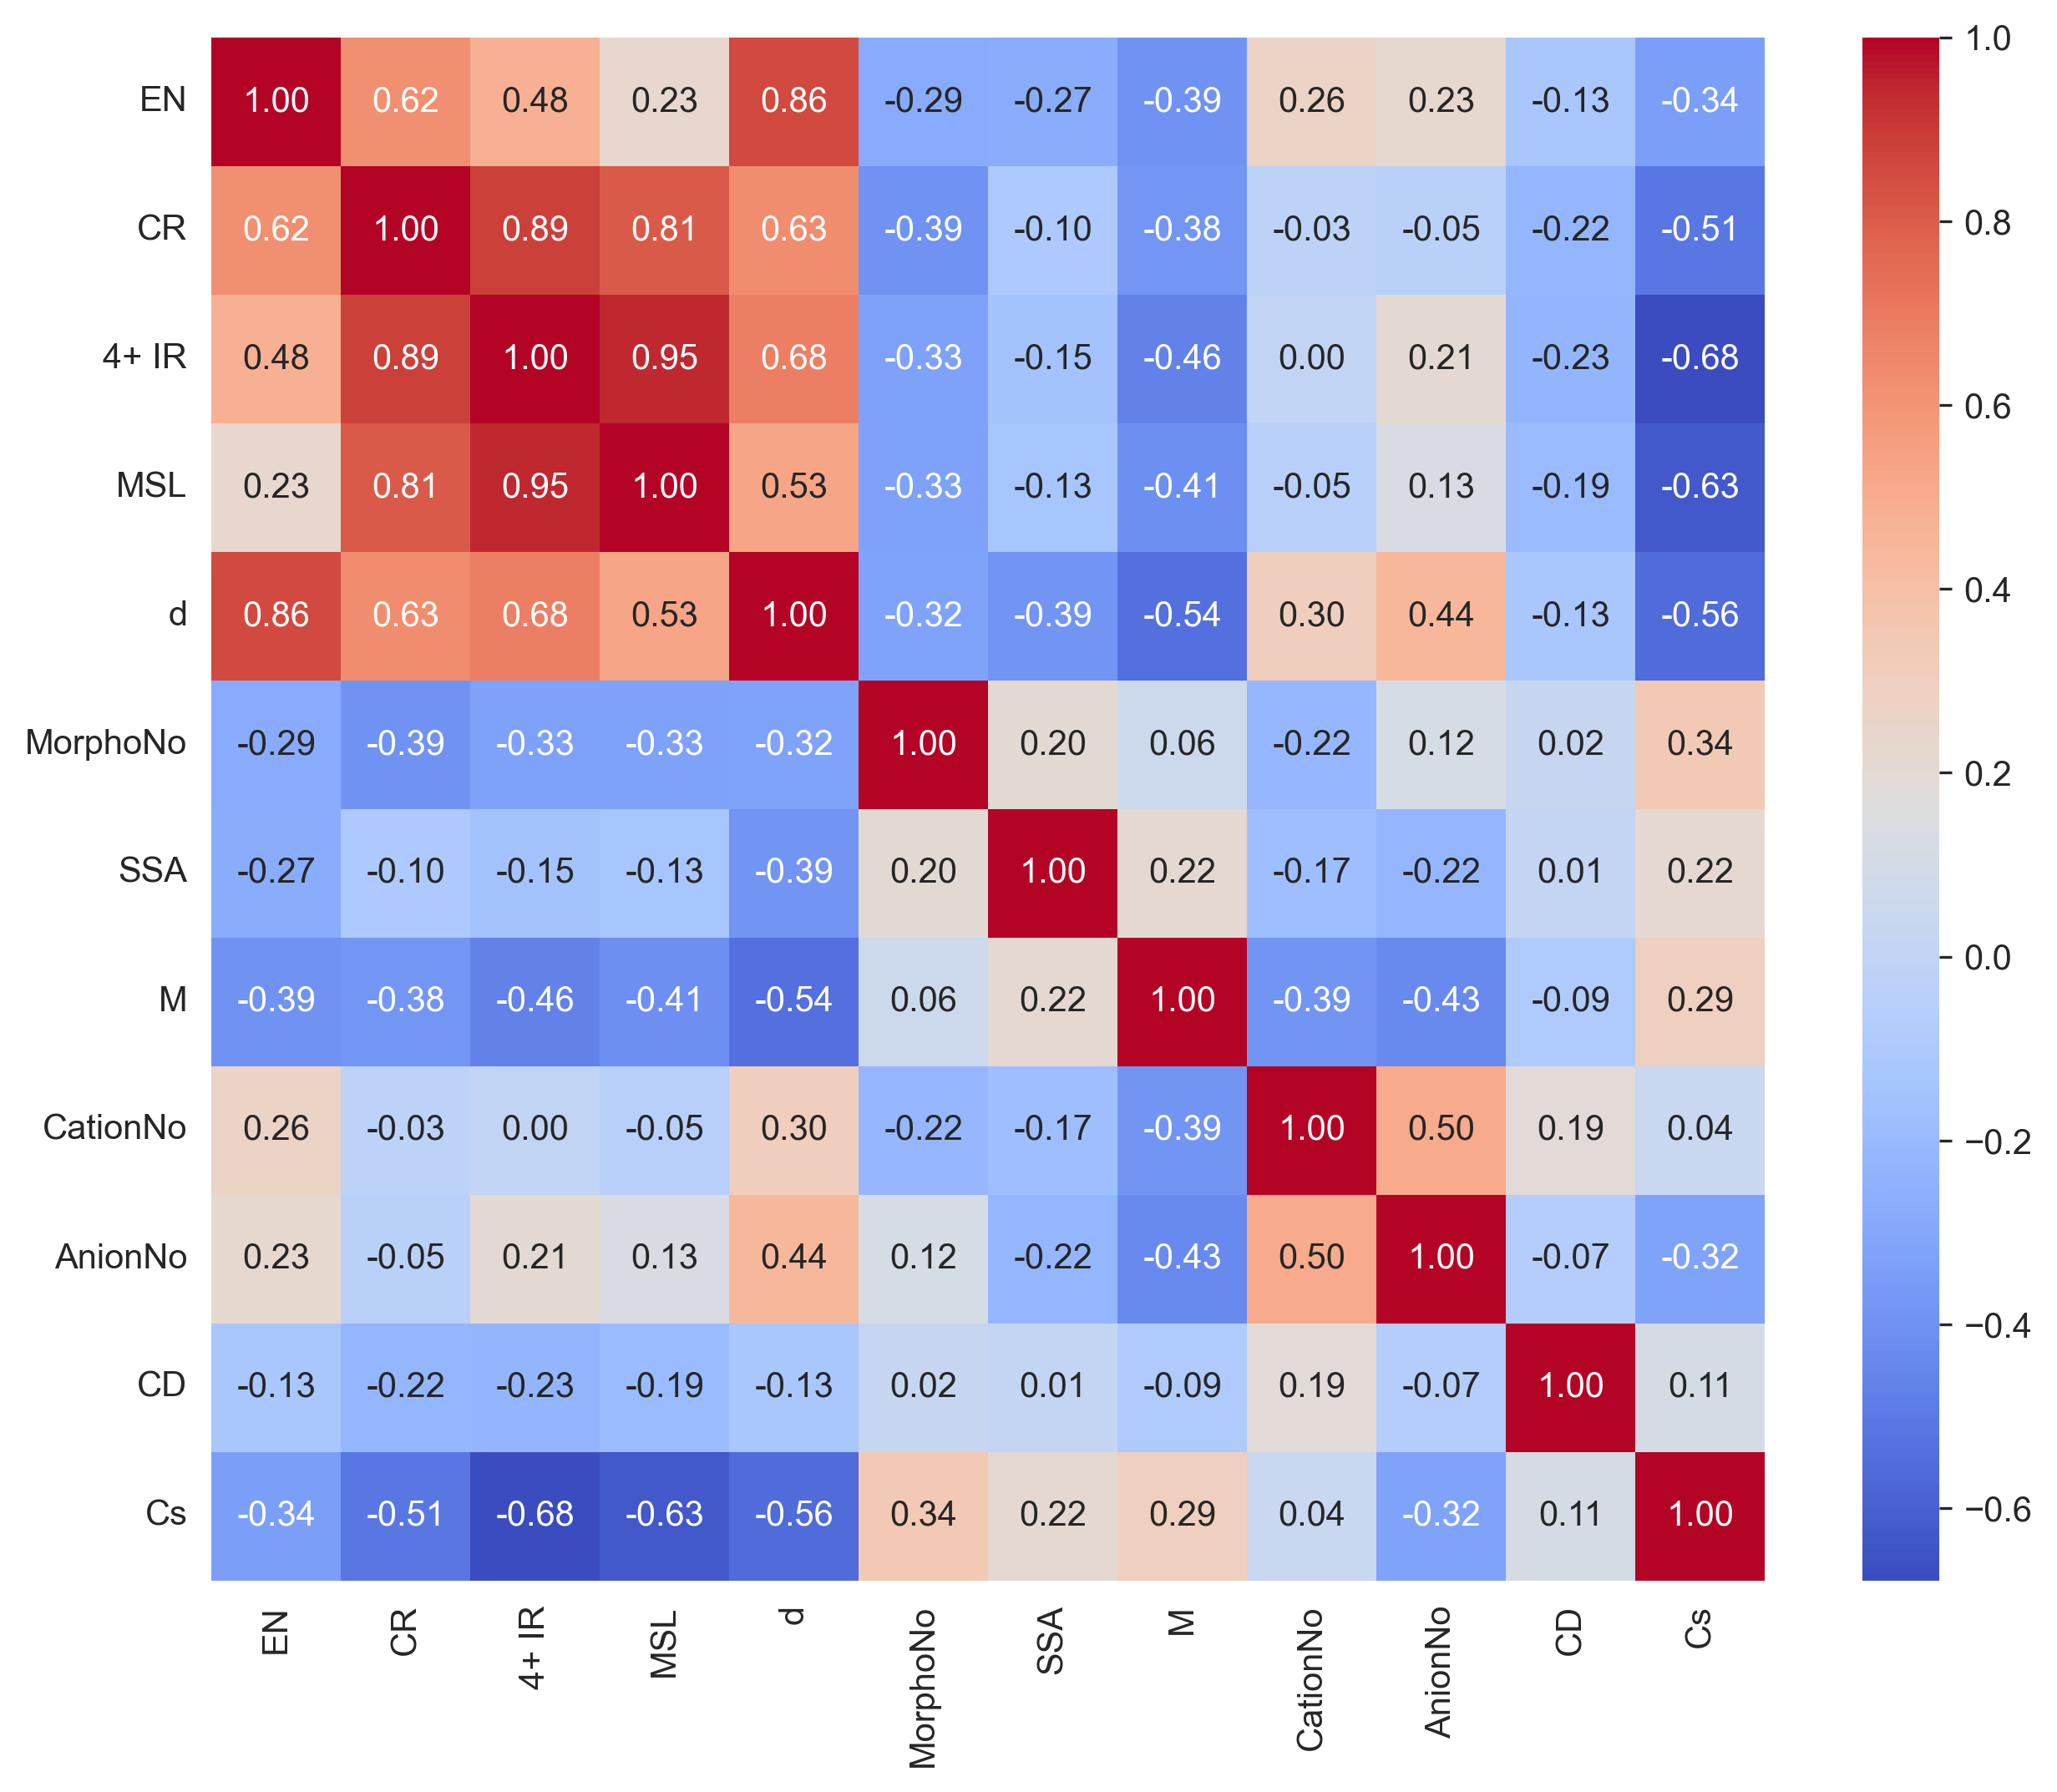 EN 1.00 0.62 0.48 0.23 0.86 -0.29 -0.27 -0.39 0.26 0.23 -0.13 -0.34
CR 0.62 1.00 0.89 0.81 0.63 -0.39 -0.10 -0.38 -0.03 -0.05 -0.22 -0.51
4+ IR 0.48 0.89 1.00 0.95 0.68 -0.33 -0.15 -0.46 0.00 0.21 -0.23 -0.68
MSL 0.23 0.81 0.95 1.00 0.53 -0.33 -0.13 -0.41 -0.05 0.13 -0.19 -0.63
d 0.86 0.63 0.68 0.53 1.00 -0.32 -0.39 -0.54 0.30 0.44 -0.13 -0.56
MorphoNo -0.29 -0.39 -0.33 -0.33 -0.32 1.00 0.20 0.06 -0.22 0.12 0.02 0.34
SSA -0.27 -0.10 -0.15 -0.13 -0.39 0.20 1.00 0.22 -0.17 -0.22 0.01 0.22
M -0.39 -0.38 -0.46 -0.41 -0.54 0.06 0.22 1.00 -0.39 -0.43 -0.09 0.29
CationNo 0.26 -0.03 0.00 -0.05 0.30 -0.22 -0.17 -0.39 1.00 0.50 0.19 0.04
AnionNo 0.23 -0.05 0.21 0.13 0.44 0.12 -0.22 -0.43 0.50 1.00 -0.07 -0.32
CD -0.13 -0.22 -0.23 -0.19 -0.13 0.02 0.01 -0.09 0.19 -0.07 1.00 0.11
Cs -0.34 -0.51 -0.68 -0.63 -0.56 0.34 0.22 0.29 0.04 -0.32 0.11 1.00
EN CR 4+ IR MSL d MorphoNo SSA M CationNo AnionNo CD Cs
1.0
0.8
0.6
0.4
0.2
0.0
−0.2
−0.4
−0.6